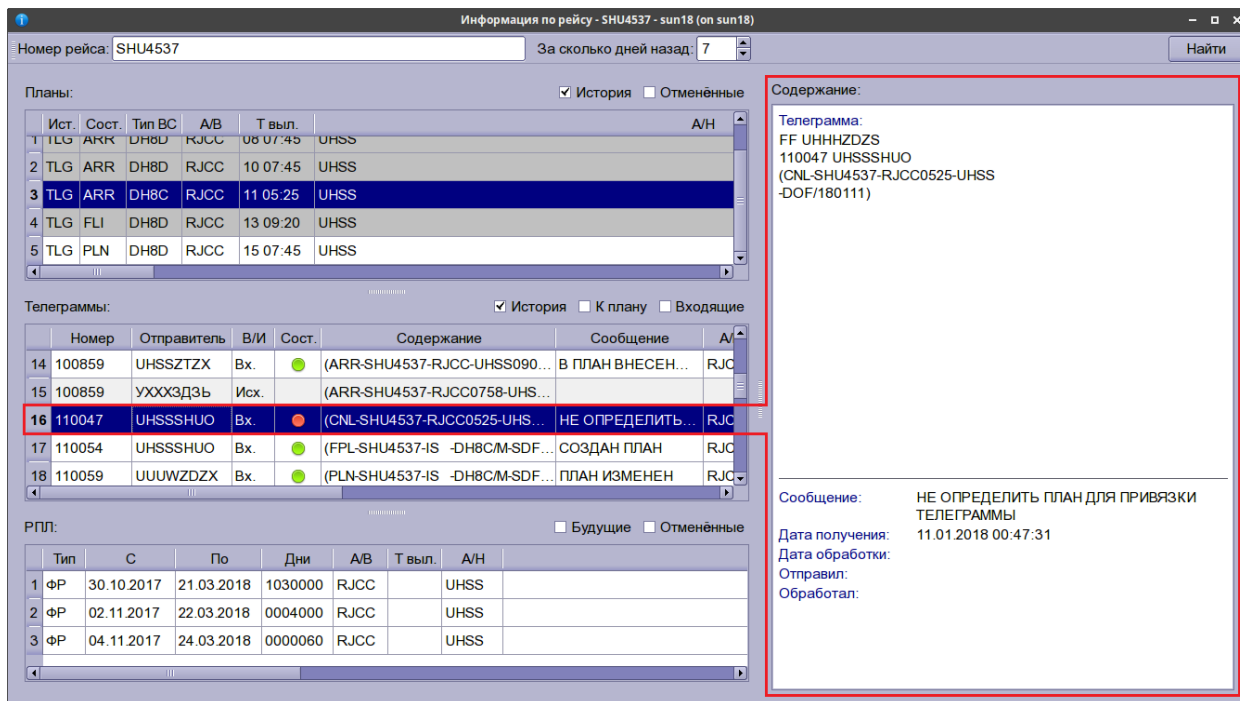 Информация по рейсу - SHU4537 - sun18 (on sun18)
Номер рейса: SHU4537 За сколько дней назад: 7 Найти
Планы: История Отменённые
Ист. Сост. Тип ВС А/В Т выл. А/Н
1 TLG ARR DH8D RJCC 08 07:45 UHSS
2 TLG ARR DH8D RJCC 10 07:45 UHSS
3 TLG ARR DH8C RJCC 11 05:25 UHSS
4 TLG FLI DH8D RJCC 13 09:20 UHSS
5 TLG PLN DH8D RJCC 15 07:45 UHSS
Телеграммы: История К плану Входящие
Номер Отправитель В/И Сост. Содержание Сообщение А/
14 100859 UHSSZTZX Вх. (ARR-SHU4537-RJCC-UHSS090... В ПЛАН ВНЕСЕН... RJC
15 100859 УХХХЗДЗЬ Исх. (ARR-SHU4537-RJCC0758-UHS...
16 110047 UHSSSHUO Вх. (CNL-SHU4537-RJCC0525-UHS... НЕ ОПРЕДЕЛИТЬ... RJC
17 110054 UHSSSHUO Вх. (FPL-SHU4537-IS -DH8C/M-SDF... СОЗДАН ПЛАН RJC
18 110059 UUUWZDZX Вх. (PLN-SHU4537-IS -DH8C/M-SDF... ПЛАН ИЗМЕНЕН RJC
РПЛ: Будущие Отменённые
Тип С По Дни А/В Т выл. А/Н
1 ФР 30.10.2017 21.03.2018 1030000 RJCC UHSS
2 ФР 02.11.2017 22.03.2018 0004000 RJCC UHSS
3 ФР 04.11.2017 24.03.2018 0000060 RJCC UHSS
Содержание:
Телеграмма:
FF UHHHZDZS
110047 UHSSSHUO
(CNL-SHU4537-RJCC0525-UHSS
-DOF/180111)
Сообщение: НЕ ОПРЕДЕЛИТЬ ПЛАН ДЛЯ ПРИВЯЗКИ
ТЕЛЕГРАММЫ
Дата получения: 11.01.2018 00:47:31
Дата обработки:
Отправил:
Обработал: